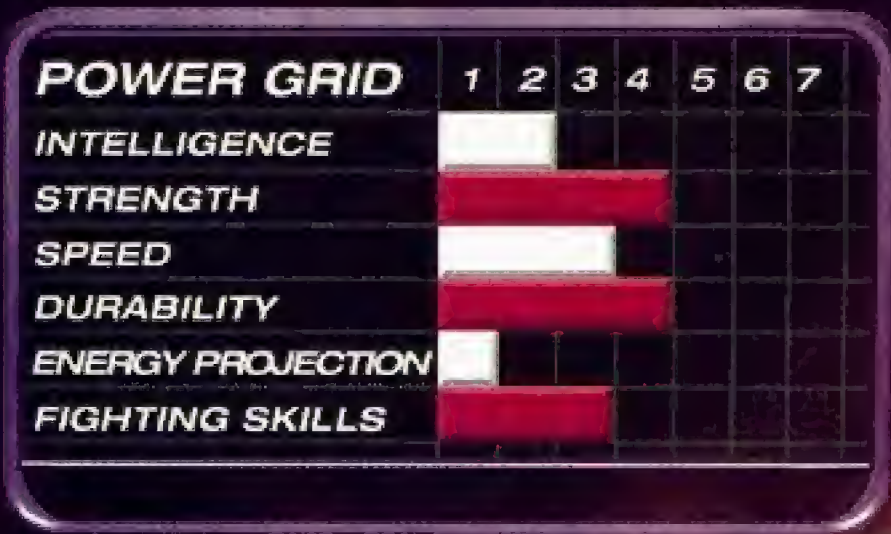 POWER GRID 1 2 3 4 5 6 7
INTELLIGENCE
STRENGTH
SPEED
DURABILITY
ENERGY PROJECTION
FIGHTING SKILLS